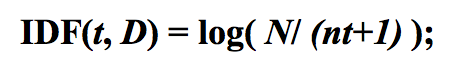 IDF(t, D) = log( N/ (nt+1) );